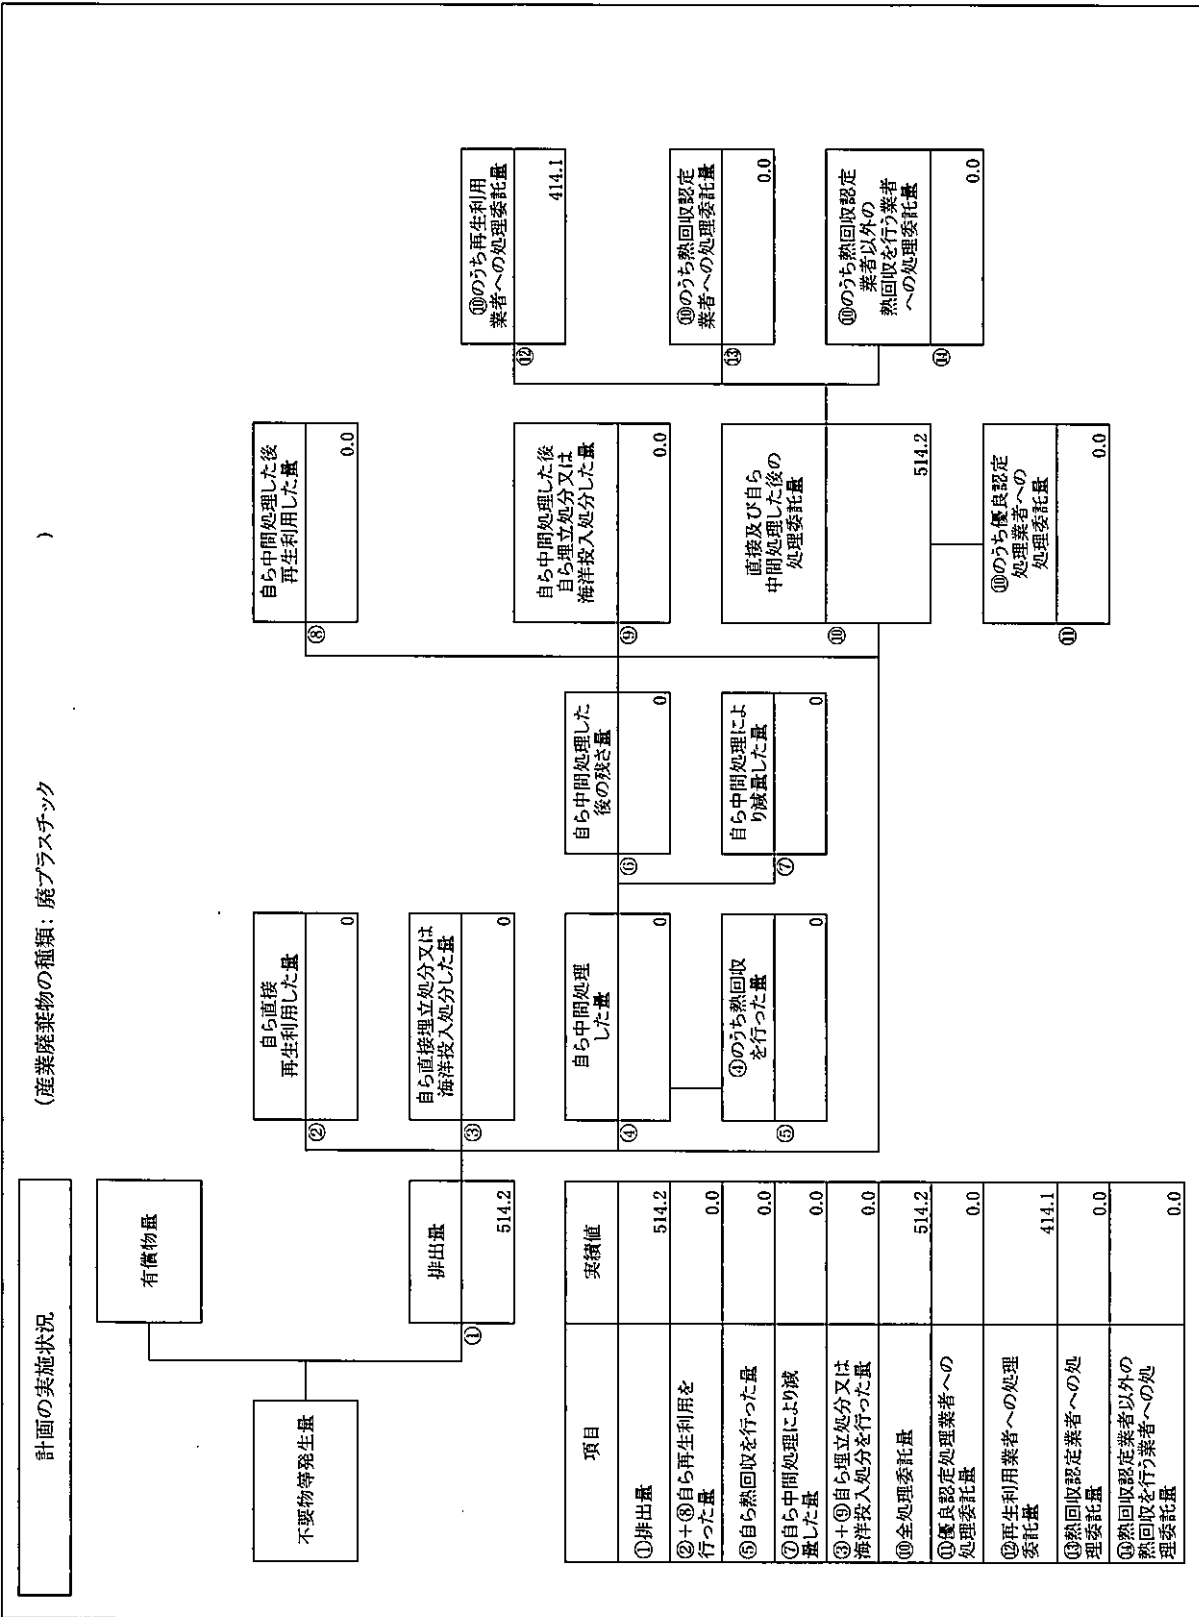 計画の実施状況
(産業廃棄物の種類: 廃プラスチック
)
不要物等発生量
有償物量
①
排出量
514.2
②
自ら直接
再生利用した量
0
③
自ら直接埋立処分又は
海洋投入処分した量
0
④
自ら中間処理
した量
0
⑤
④のうち熱回収
を行った量
0
⑥
自ら中間処理した
後の残さ量
0
⑦
自ら中間処理によ
り減量した量
0
⑧
自ら中間処理した後
再生利用した量
0.0
⑨
自ら中間処理した後
自ら埋立処分又は
海洋投入処分した量
0.0
⑩
直接及び自ら
中間処理した後の
処理委託量
514.2
⑪
⑩のうち優良認定
処理業者への
処理委託量
0.0
⑫
⑩のうち再生利用
業者への処理委託量
414.1
⑬
⑩のうち熱回収認定
業者への処理委託量
0.0
⑭
⑩のうち熱回収認定
業者以外の
熱回収を行う業者
への処理委託量
0.0
項目 実績値
①排出量 514.2
②+⑧自ら再生利用を
行った量 0.0
⑤自ら熱回収を行った量 0.0
⑦自ら中間処理により減
量した量 0.0
③+⑨自ら埋立処分又は
海洋投入処分を行った量 0.0
⑩全処理委託量 514.2
⑪優良認定処理業者への
処理委託量 0.0
⑫再生利用業者への処理
委託量 414.1
⑬熱回収認定業者への処
理委託量 0.0
⑭熱回収認定業者以外の
熱回収を行う業者への処
理委託量 0.0